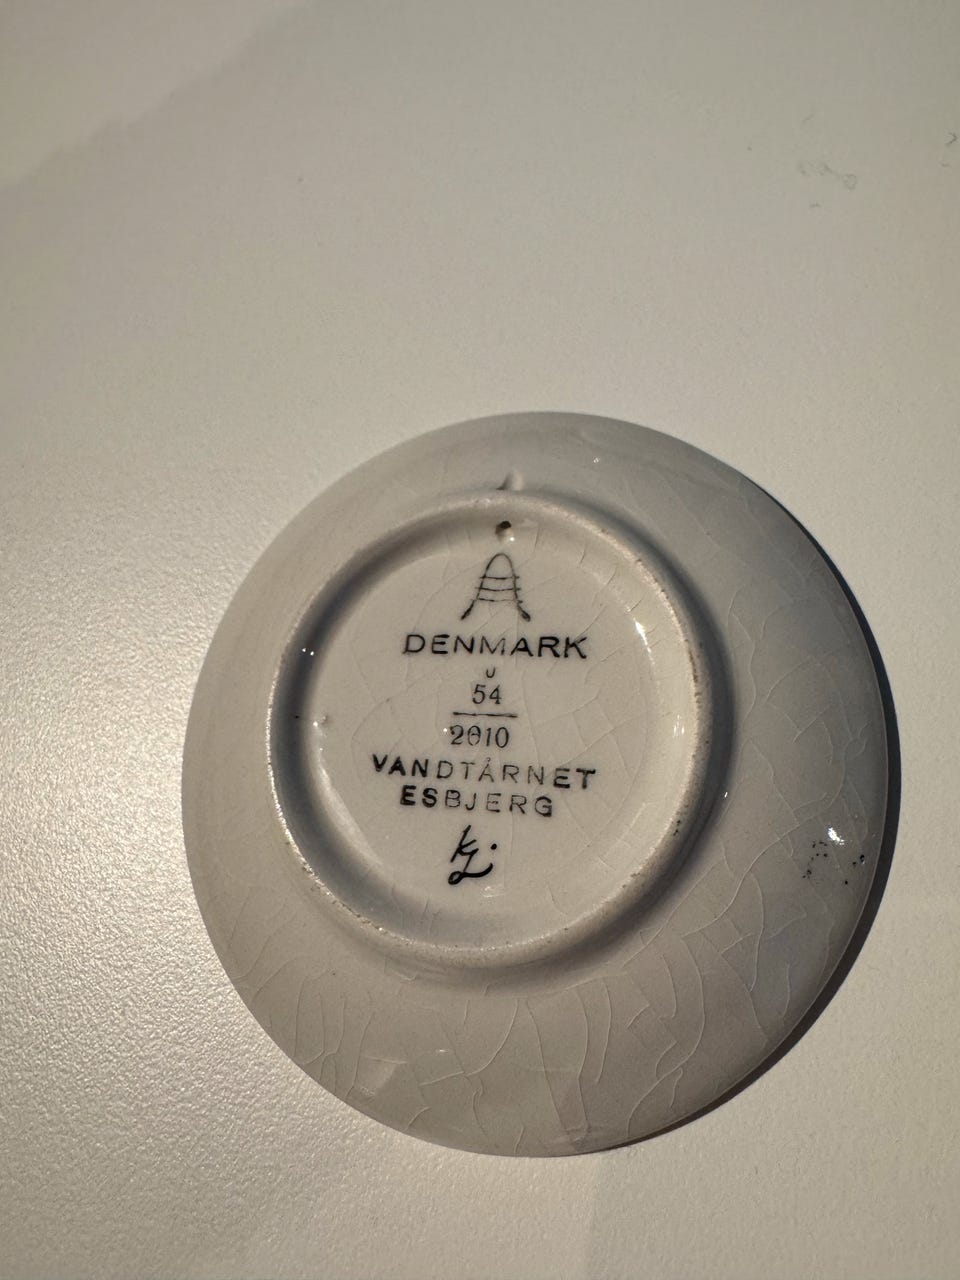 DENMARK
J
54
2010
VANDTÅRNET
ESBJERG